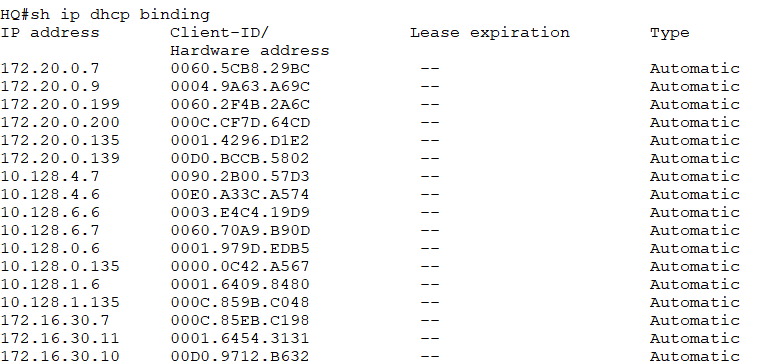 HQ#sh ip dhcp binding
IP address Client-ID/ Lease expiration Type
Hardware address
172.20.0.7 0060.5CB8.29BC -- Automatic
172.20.0.9 0004.9A63.A69C -- Automatic
172.20.0.199 0060.2F4B.2A6C -- Automatic
172.20.0.200 000C.CF7D.64CD -- Automatic
172.20.0.135 0001.4296.D1E2 -- Automatic
172.20.0.139 00D0.BCCB.5802 -- Automatic
10.128.4.7 0090.2B00.57D3 -- Automatic
10.128.4.6 00E0.A33C.A574 -- Automatic
10.128.6.6 0003.E4C4.19D9 -- Automatic
10.128.6.7 0060.70A9.B90D -- Automatic
10.128.0.6 0001.979D.EDB5 -- Automatic
10.128.0.135 0000.0C42.A567 -- Automatic
10.128.1.6 0001.6409.8480 -- Automatic
10.128.1.135 000C.859B.C048 -- Automatic
172.16.30.7 000C.85EB.C198 -- Automatic
172.16.30.11 0001.6454.3131 -- Automatic
172.16.30.10 00D0.9712.B632 -- Automatic